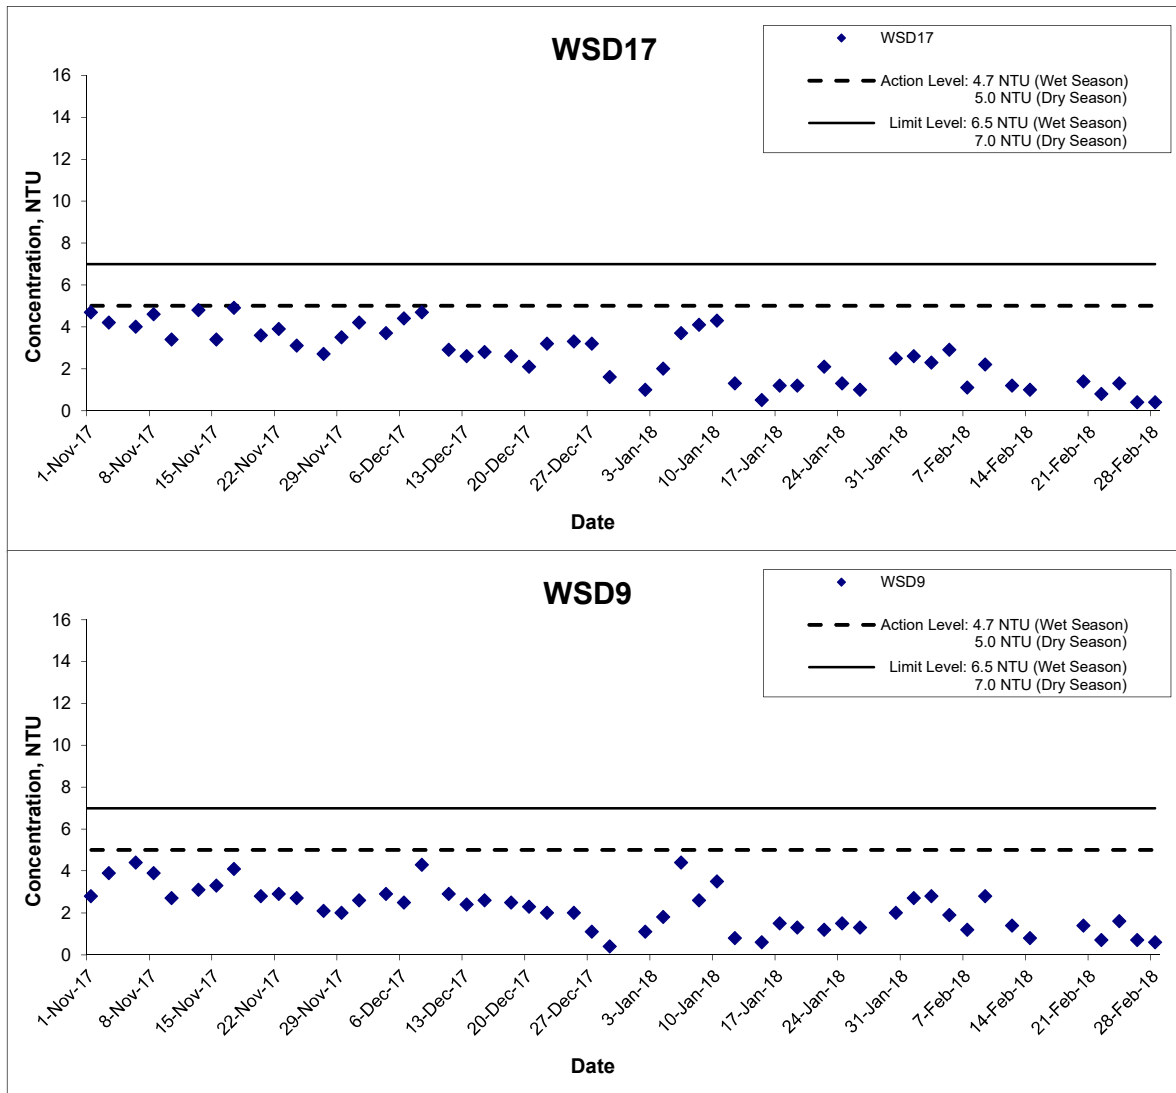 WSD17
WSD17
Action Level: 4.7 NTU (Wet Season)
5.0 NTU (Dry Season)
Limit Level: 6.5 NTU (Wet Season)
7.0 NTU (Dry Season)
Concentration, NTU
16
14
12
10
8
6
4
2
0
1-Nov-17
8-Nov-17
15-Nov-17
22-Nov-17
29-Nov-17
6-Dec-17
13-Dec-17
20-Dec-17
27-Dec-17
3-Jan-18
10-Jan-18
17-Jan-18
24-Jan-18
31-Jan-18
7-Feb-18
14-Feb-18
21-Feb-18
28-Feb-18
Date
WSD9
WSD9
Action Level: 4.7 NTU (Wet Season)
5.0 NTU (Dry Season)
Limit Level: 6.5 NTU (Wet Season)
7.0 NTU (Dry Season)
Concentration, NTU
16
14
12
10
8
6
4
2
0
1-Nov-17
8-Nov-17
15-Nov-17
22-Nov-17
29-Nov-17
6-Dec-17
13-Dec-17
20-Dec-17
27-Dec-17
3-Jan-18
10-Jan-18
17-Jan-18
24-Jan-18
31-Jan-18
7-Feb-18
14-Feb-18
21-Feb-18
28-Feb-18
Date